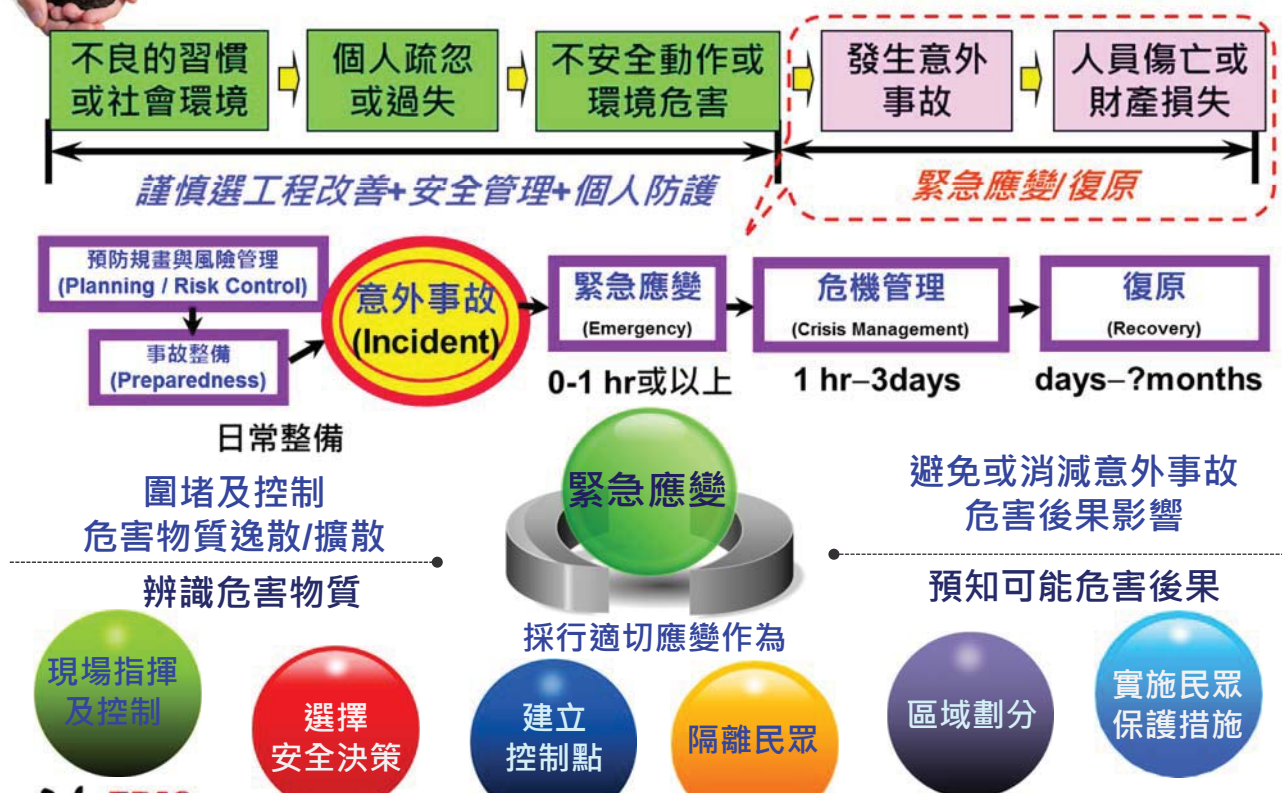 不良的習慣
或社會環境
個人疏忽
或過失
不安全動作或
環境危害
發生意外
事故
人員傷亡或
財產損失
謹慎選工程改善+安全管理+個人防護
緊急應變/復原
預防規畫與風險管理
(Planning / Risk Control)
事故整備
(Preparedness)
日常整備
意外事故
(Incident)
緊急應變
(Emergency)
0-1 hr或以上
危機管理
(Crisis Management)
1 hr–3days
復原
(Recovery)
days–?months
圍堵及控制
危害物質逸散/擴散
辨識危害物質
緊急應變
採行適切應變作為
避免或消減意外事故
危害後果影響
預知可能危害後果
現場指揮
及控制
選擇
安全決策
建立
控制點
隔離民眾
區域劃分
實施民眾
保護措施